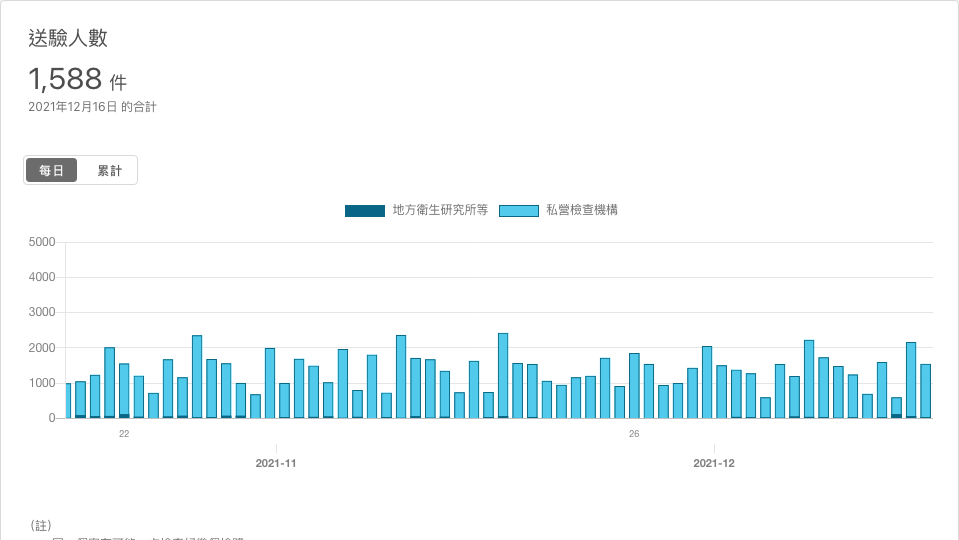 送驗人數
1,588 件
2021年12月16日 的合計
每日 累計
地方衛生研究所等 私營檢查機構
5000
4000
3000
2000
1000
0
22 26
2021-11 2021-12
（註）